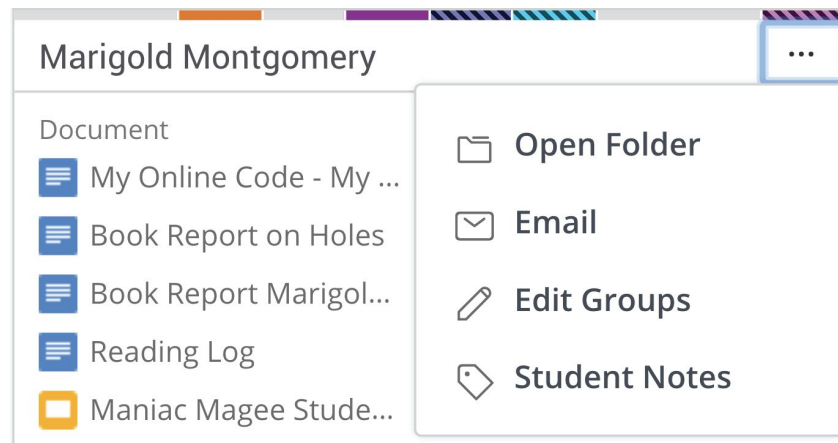 Marigold Montgomery
...
Document
My Online Code - My ...
Book Report on Holes
Book Report Marigol...
Reading Log
Maniac Magee Stude...
Open Folder
Email
Edit Groups
Student Notes